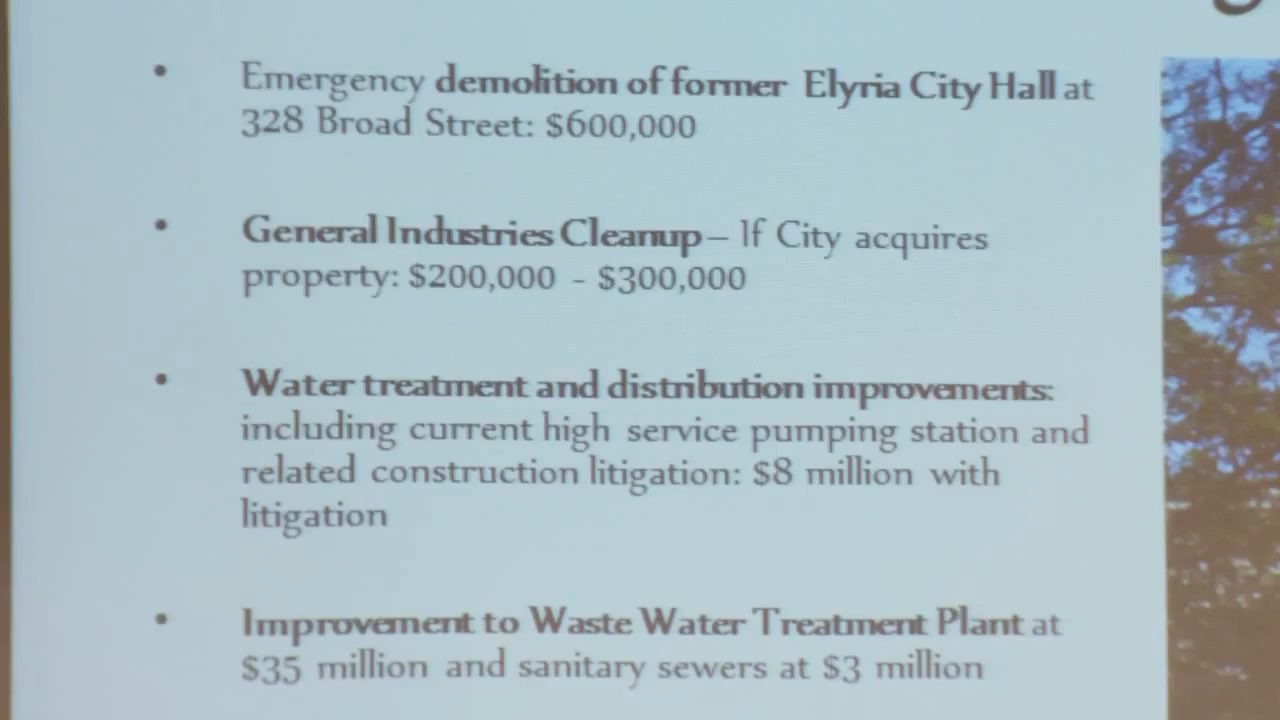 • Emergency demolition of former Elyria City Hall at
328 Broad Street: $600,000
• General Industries Cleanup – If City acquires
property: $200,000 - $300,000
• Water treatment and distribution improvements:
including current high service pumping station and
related construction litigation: $8 million with
litigation
• Improvement to Waste Water Treatment Plant at
$35 million and sanitary sewers at $3 million